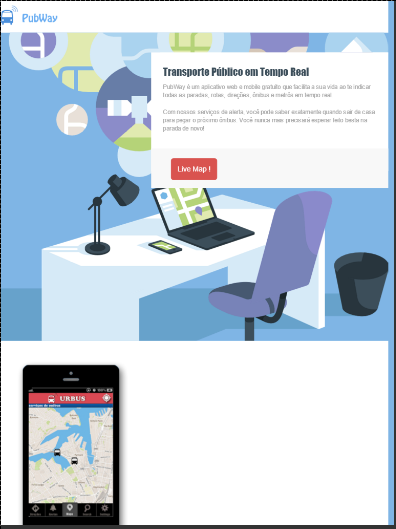 PubWay
Transporte Público em Tempo Real
PubWay é um aplicativo web e mobile gratuito que facilita a sua vida ao te indicar
todas as paradas, rotas, direções, ônibus e metrôs em tempo real
Com nossos serviços de alerta, você pode saber exatamente quando sair de casa
para pegar o próximo ônibus. Você nunca mais precisará esperar feito besta na
parada de novo!
Live Map !
URBUS